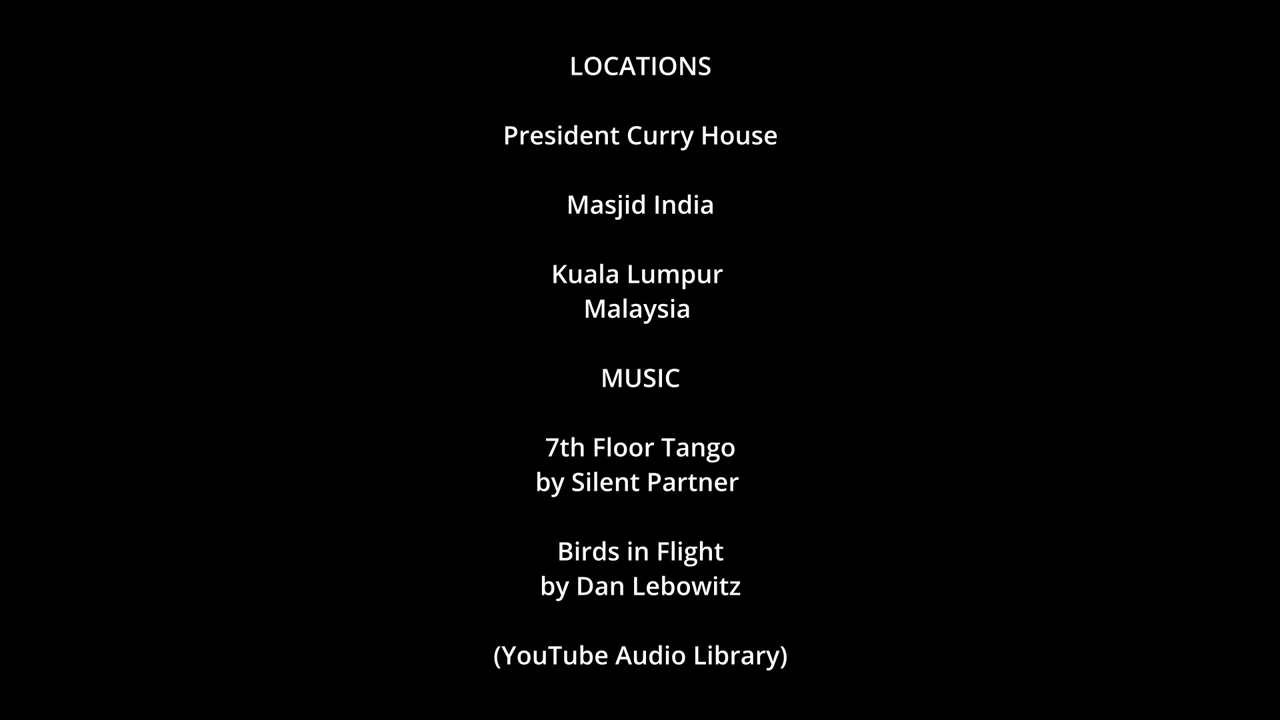 LOCATIONS
President Curry House
Masjid India
Kuala Lumpur
Malaysia
MUSIC
7th Floor Tango
by Silent Partner
Birds in Flight
by Dan Lebowitz
(YouTube Audio Library)